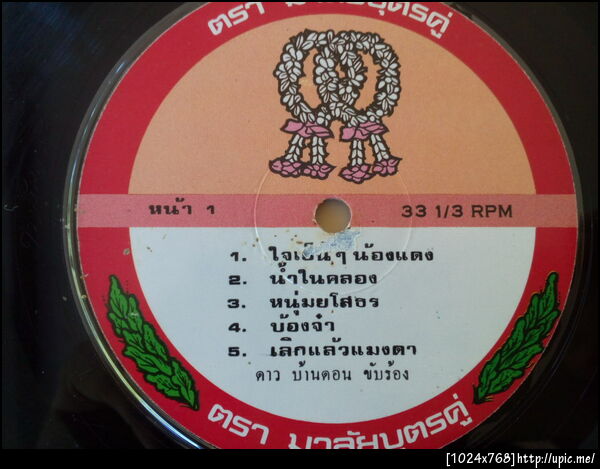 ตรา มาลัยบุตรคู่
หน้า 1
33 1/3 RPM
1. ใจเย็นๆ น้องแดง
2. น้ำในคลอง
3. หนุ่มยโสธร
4. บ้องจ๋า
5. เลิกแล้วแมงดา
ดาว บ้านดอน ขับร้อง
ตรา มาลัยบุตรคู่
[1024x768]http://upic.me/